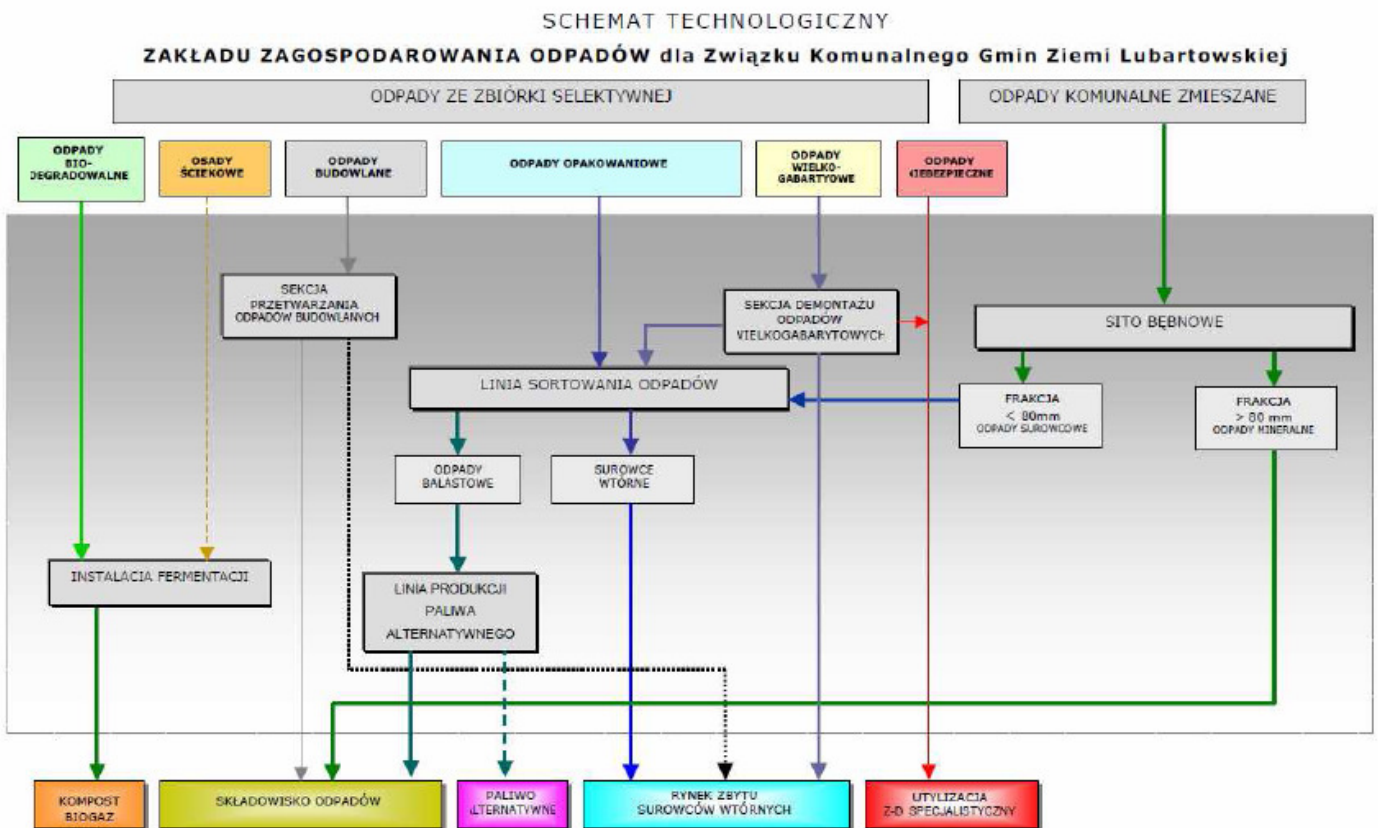 SCHEMAT TECHNOLOGICZNY
ZAKŁADU ZAGOSPODAROWANIA ODPADÓW dla Związku Komunalnego Gmin Ziemi Lubartowskiej
ODPADY ZE ZBIÓRKI SELEKTYWNEJ
ODPADY KOMUNALNE ZMIESZANE
ODPADY
BIO-
DEGRADOWALNE
OSADY
ŚCIEKOWE
ODPADY
BUDOWLANE
ODPADY OPAKOWANIOWE
ODPADY
WIELKO-
GABARTYOWE
ODPADY
NIEBEZPIECZNE
SEKCJA
PRZETWARZANIA
ODPADÓW BUDOWLANYCH
SEKCJA DEMONTAŻU
ODPADÓW
WIELKOGABARYTOWYCH
SITO BĘBNOWE
LINIA SORTOWANIA ODPADÓW
FRAKCJA
< 80mm
ODPADY SUROWCOWE
FRAKCJA
> 80 mm
ODPADY MINERALNE
ODPADY
BALASTOWE
SUROWCE
WTÓRNE
INSTALACJA FERMENTACJI
LINIA PRODUKCJI
PALIWA
ALTERNATYWNEGO
KOMPOST
BIOGAZ
SKŁADOWISKO ODPADÓW
PALIWO
ALTERNATYWNE
RYNEK ZBYTU
SUROWCÓW WTÓRNYCH
UTYLIZACJA
Z-D SPECJALISTYCZNY